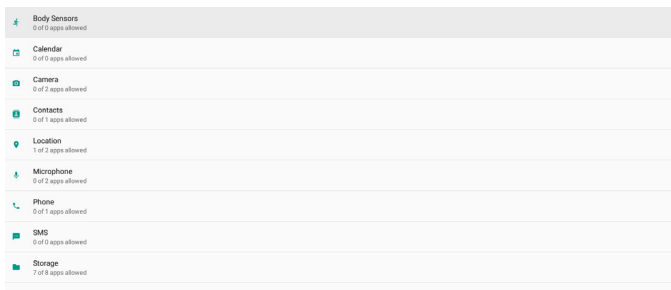 Body Sensors
0 of 0 apps allowed
Calendar
0 of 0 apps allowed
Camera
0 of 2 apps allowed
Contacts
0 of 1 apps allowed
Location
1 of 2 apps allowed
Microphone
0 of 2 apps allowed
Phone
0 of 1 apps allowed
SMS
0 of 0 apps allowed
Storage
7 of 8 apps allowed